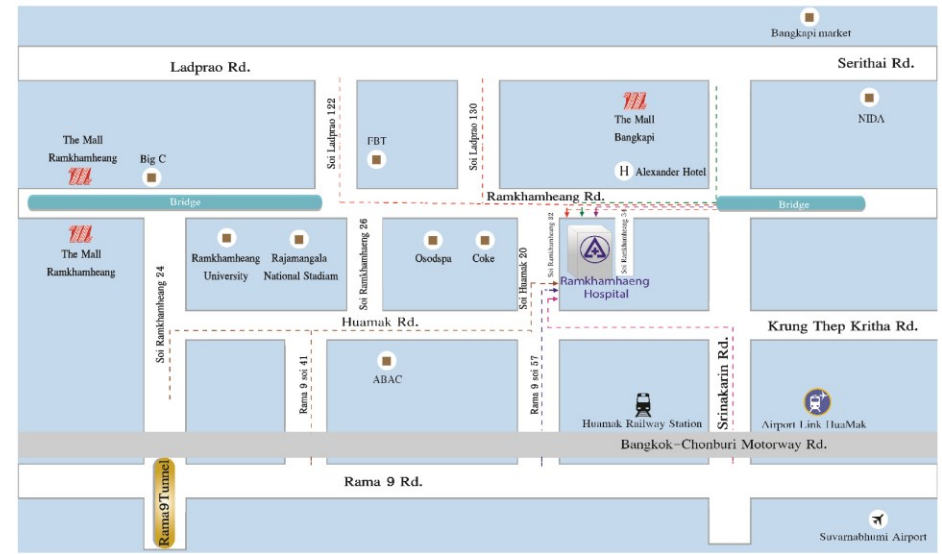 Bangkapi market
Ladprao Rd.
Serithai Rd.
Soi Ladprao 122
FBT
Soi Ladprao 130
The Mall
Bangkapi
NIDA
The Mall
Ramkhamheang
Big C
H Alexander Hotel
Ramkhamheang Rd.
Bridge
Bridge
The Mall
Ramkhamheang
Soi Ramkhamheang 24
Ramkhamheang
University
Rajamangala
National Stadiam
Soi Ramkhamhaeng 26
Osodspa
Coke
Soi Huamak 20
Soi Ramkhamhaeng 32
Soi Ramkhamhaeng 34
Ramkhamhaeng
Hospital
Huamak Rd.
Krung Thep Kritha Rd.
Rama 9 soi 41
ABAC
Rama 9 soi 57
Huamak Railway Station
Srinakarin Rd.
Airport Link HuaMak
Bangkok-Chonburi Motorway Rd.
Rama9Tunnel
Rama 9 Rd.
Suvarnabhumi Airport